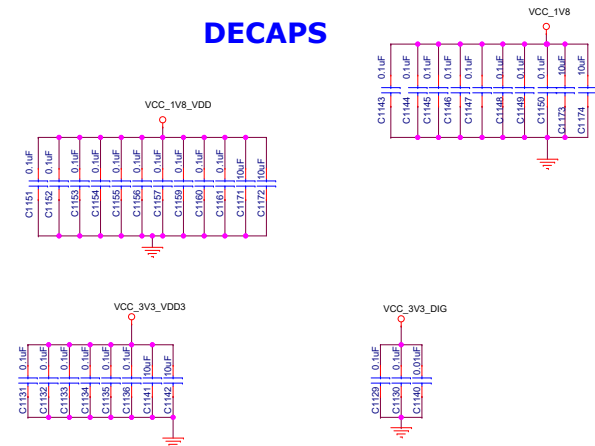 DECAPS
VCC_1V8
0.1uF 0.1uF 0.1uF 0.1uF 0.1uF 0.1uF 0.1uF 0.1uF 10uF 10uF
C1143 C1144 C1145 C1146 C1147 C1148 C1149 C1150 C1173 C1174
VCC_1V8_VDD
0.1uF 0.1uF 0.1uF 0.1uF 0.1uF 0.1uF 0.1uF 0.1uF 0.1uF 0.1uF 10uF 10uF
C1151 C1152 C1153 C1154 C1155 C1156 C1157 C1159 C1160 C1161 C1171 C1172
VCC_3V3_VDD3
0.1uF 0.1uF 0.1uF 0.1uF 0.1uF 0.1uF 10uF 10uF
C1131 C1132 C1133 C1134 C1135 C1136 C1141 C1142
VCC_3V3_DIG
0.1uF 0.1uF 0.01uF
C1129 C1130 C1140